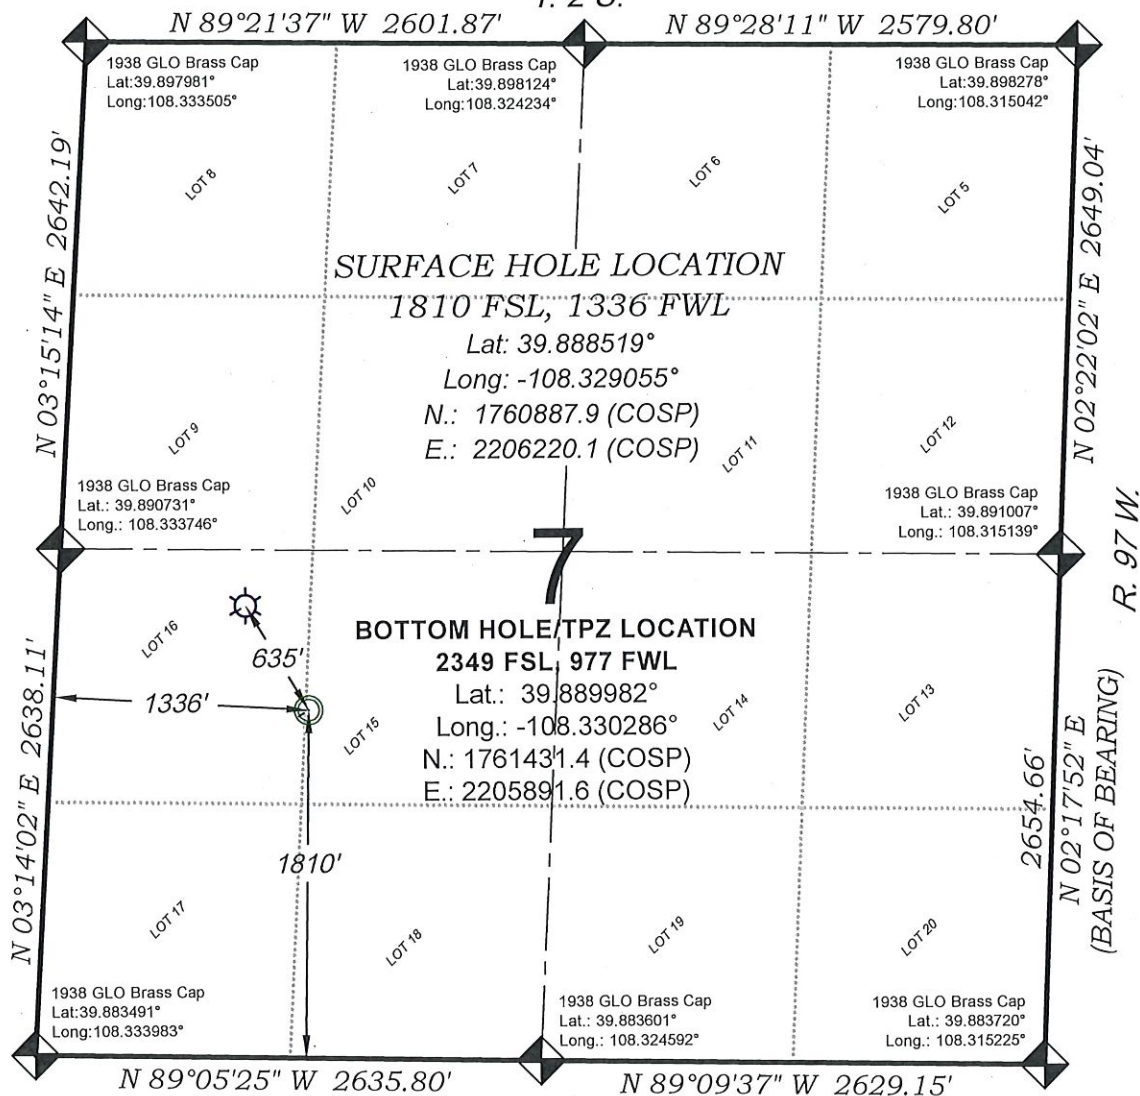 N 89°21'37" W 2601.87'
N 89°28'11" W 2579.80'
1938 GLO Brass Cap
Lat:39.897981°
Long:108.333505°
1938 GLO Brass Cap
Lat:39.898124°
Long:108.324234°
1938 GLO Brass Cap
Lat:39.898278°
Long:108.315042°
N 03°15'14" E 2642.19'
N 02°22'02" E 2649.04'
LOT 8
LOT 7
LOT 6
LOT 5
SURFACE HOLE LOCATION
1810 FSL, 1336 FWL
Lat: 39.888519°
Long: -108.329055°
N.: 1760887.9 (COSP)
E.: 2206220.1 (COSP)
LOT 9
LOT 10
LOT 11
LOT 12
1938 GLO Brass Cap
Lat.: 39.890731°
Long.: 108.333746°
1938 GLO Brass Cap
Lat.: 39.891007°
Long.: 108.315139°
R. 97 W.
7
BOTTOM HOLE/TPZ LOCATION
2349 FSL, 977 FWL
Lat.: 39.889982°
Long.: -108.330286°
N.: 1761431.4 (COSP)
E.: 2205891.6 (COSP)
LOT 16
635'
1336'
LOT 15
LOT 14
LOT 13
N 03°14'02" E 2638.11'
2654.66'
N 02°17'52" E
(BASIS OF BEARING)
1810'
LOT 17
LOT 18
LOT 19
LOT 20
1938 GLO Brass Cap
Lat:39.883491°
Long:108.333983°
1938 GLO Brass Cap
Lat.: 39.883601°
Long.: 108.324592°
1938 GLO Brass Cap
Lat.: 39.883720°
Long.: 108.315225°
N 89°05'25" W 2635.80'
N 89°09'37" W 2629.15'